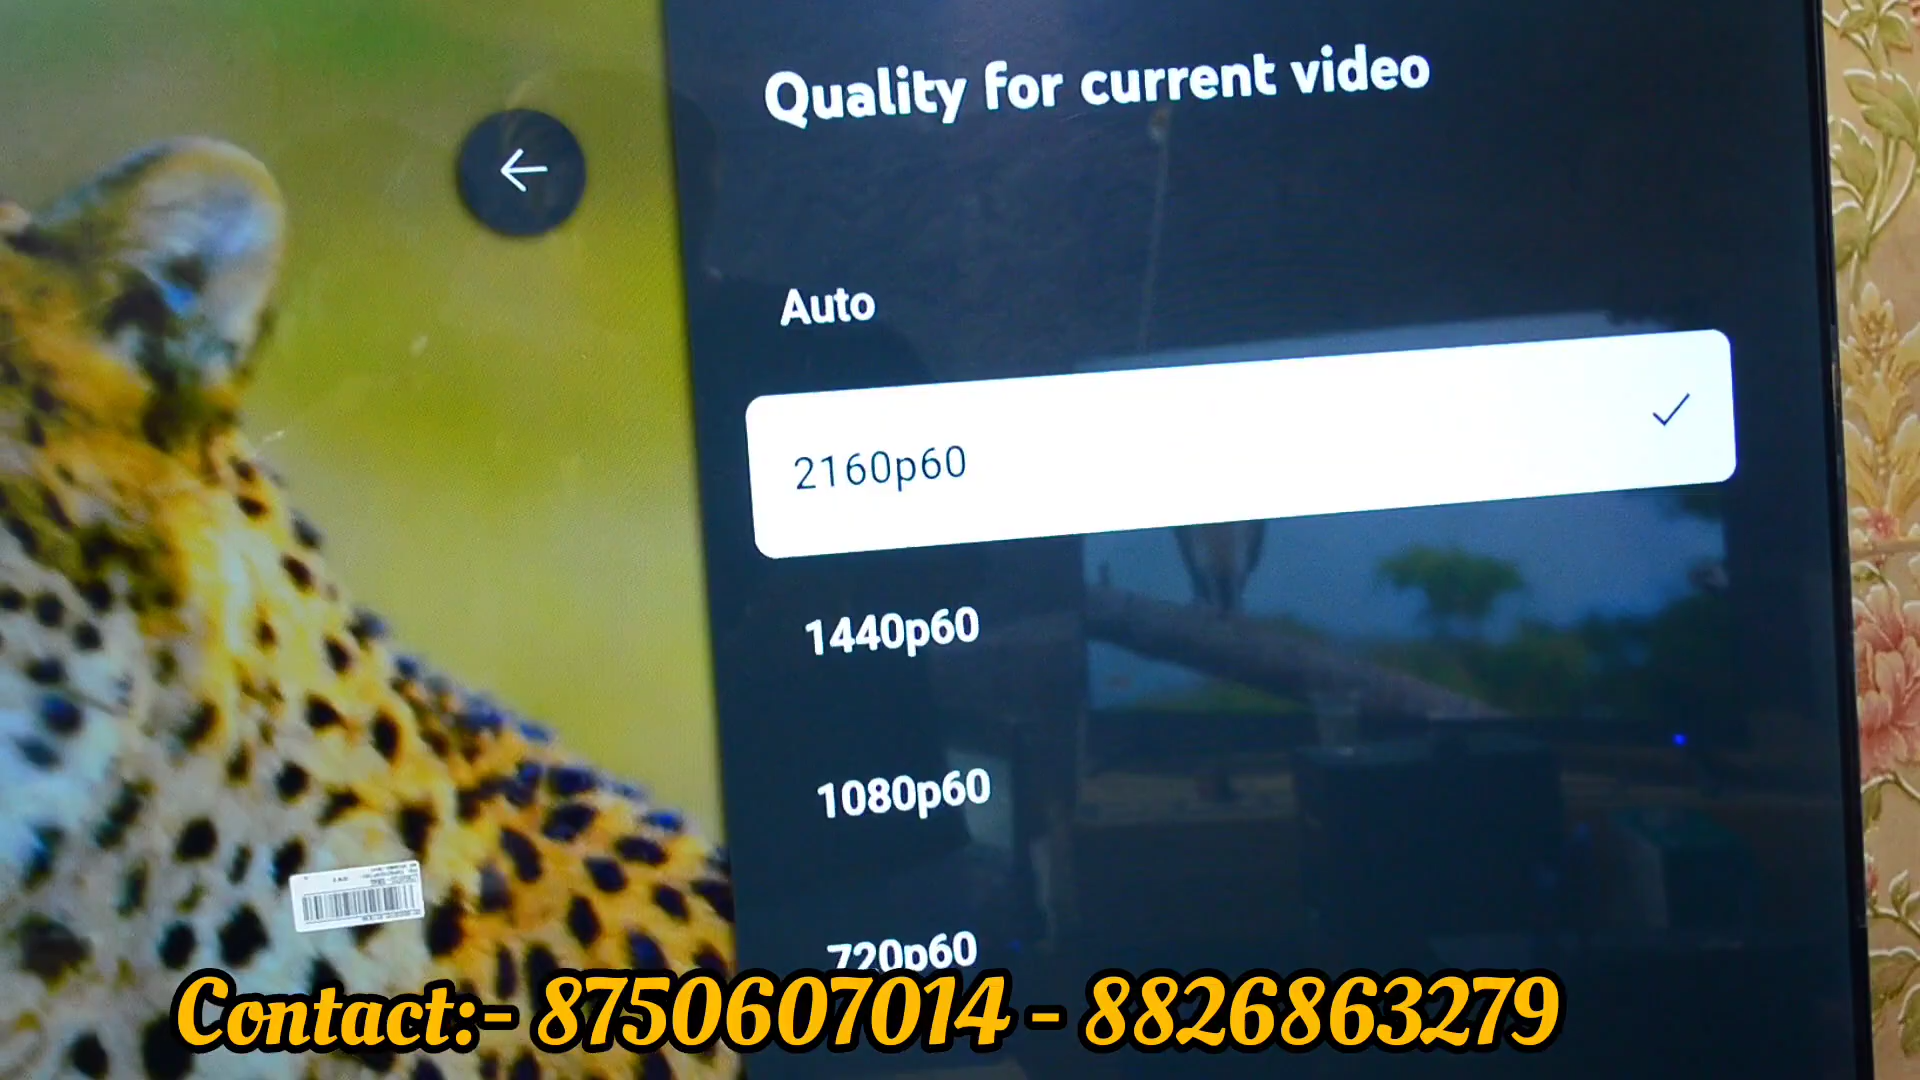 Quality for current video
Auto
2160p60
1440p60
1080p60
720p60
Contact:- 8750607014 - 8826863279